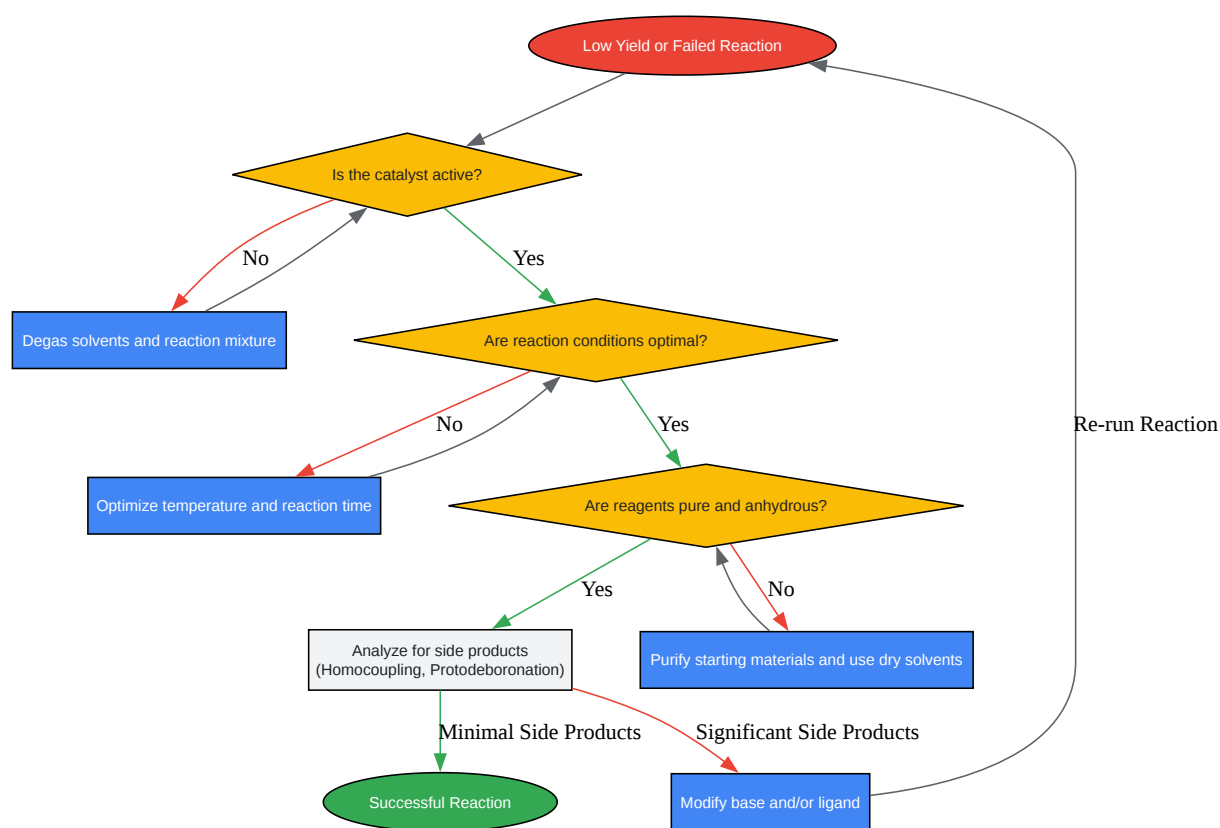 Low Yield or Failed Reaction
Is the catalyst active?
No
Yes
Degas solvents and reaction mixture
Are reaction conditions optimal?
No
Yes
Re-run Reaction
Optimize temperature and reaction time
Are reagents pure and anhydrous?
Yes
No
Analyze for side products
(Homocoupling, Protodeboronation)
Purify starting materials and use dry solvents
Minimal Side Products
Significant Side Products
Successful Reaction
Modify base and/or ligand